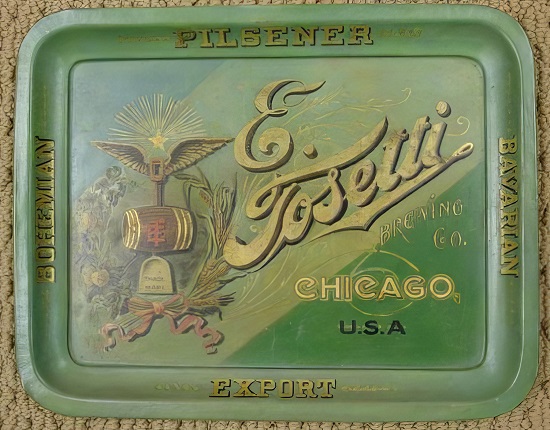 PILSENER
BOHEMIAN
E. Tosetti
BREWING
Co.
CHICAGO,
U.S.A
BAVARIAN
EXPORT